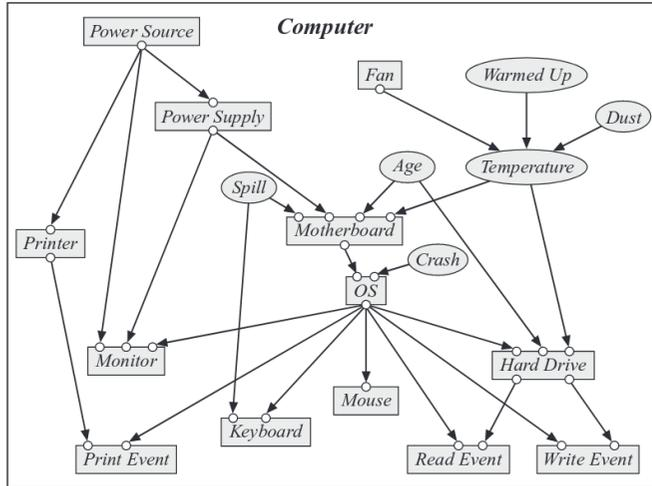 Computer
Power Source
Fan
Warmed Up
Power Supply
Dust
Age
Temperature
Spill
Motherboard
Printer
Crash
OS
Monitor
Hard Drive
Mouse
Keyboard
Print Event
Read Event
Write Event